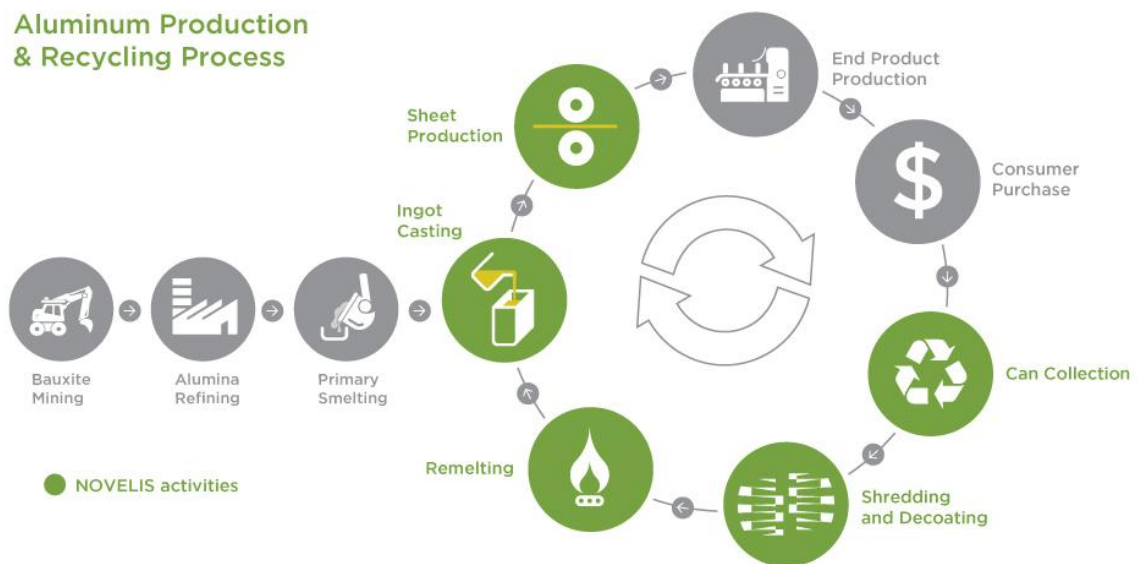 Aluminum Production
& Recycling Process
End Product
Production
Sheet
Production
Consumer
Purchase
$
Ingot
Casting
Bauxite
Mining
Alumina
Refining
Primary
Smelting
Can Collection
Remelting
NOVELIS activities
Shredding
and Decoating